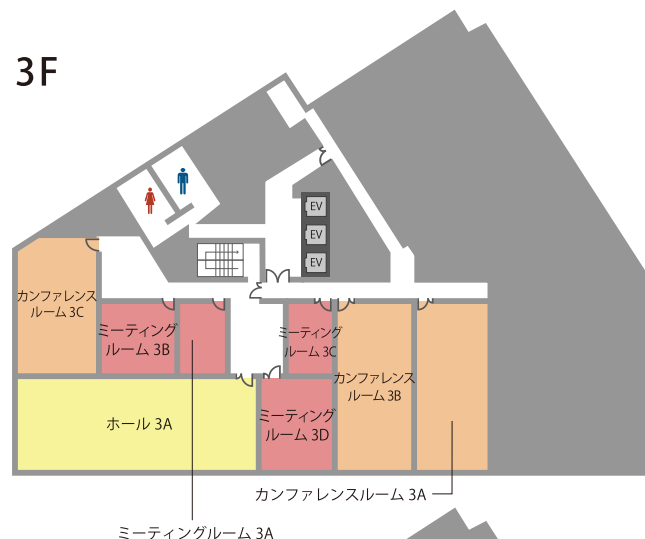 3F
EV
EV
EV
カンファレンス
ルーム 3C
ミーティング
ルーム 3B
ミーティング
ルーム 3C
カンファレンス
ルーム 3B
ホール 3A
ミーティング
ルーム 3D
カンファレンスルーム 3A
ミーティングルーム 3A